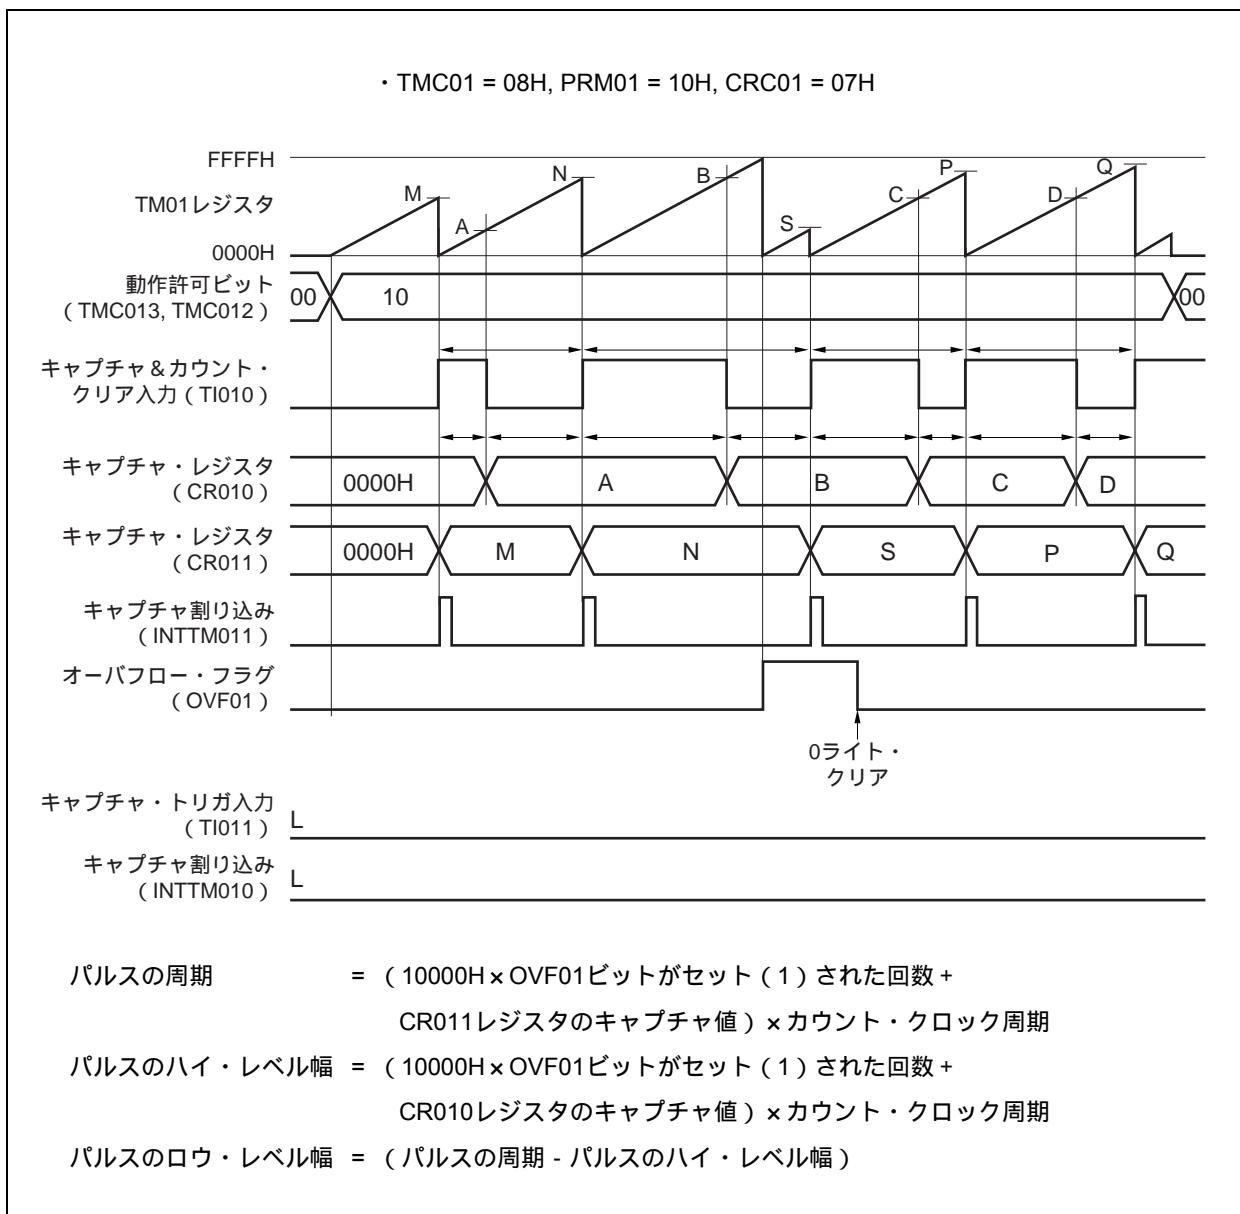 ・TMC01 = 08H, PRM01 = 10H, CRC01 = 07H
FFFFH
TM01レジスタ
0000H
M A N B S C P D Q
動作許可ビット
（TMC013, TMC012）
00 10 00
キャプチャ＆カウント・
クリア入力（TI010）
キャプチャ・レジスタ
（CR010）
0000H A B C D
キャプチャ・レジスタ
（CR011）
0000H M N S P Q
キャプチャ割り込み
（INTTM011）
オーバフロー・フラグ
（OVF01）
0ライト・
クリア
キャプチャ・トリガ入力
（TI011）
L
キャプチャ割り込み
（INTTM010）
L
パルスの周期 = （10000H×OVF01ビットがセット（1）された回数+
CR011レジスタのキャプチャ値）×カウント・クロック周期
パルスのハイ・レベル幅 = （10000H×OVF01ビットがセット（1）された回数+
CR010レジスタのキャプチャ値）×カウント・クロック周期
パルスのロウ・レベル幅 = （パルスの周期 - パルスのハイ・レベル幅）